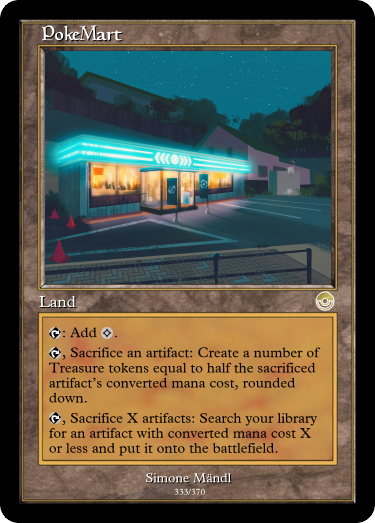 PokeMart
Land
: Add .
, Sacrifice an artifact: Create a number of
Treasure tokens equal to half the sacrificed
artifact's converted mana cost, rounded
down.
, Sacrifice X artifacts: Search your library
for an artifact with converted mana cost X
or less and put it onto the battlefield.
Simone Mändl
333/370